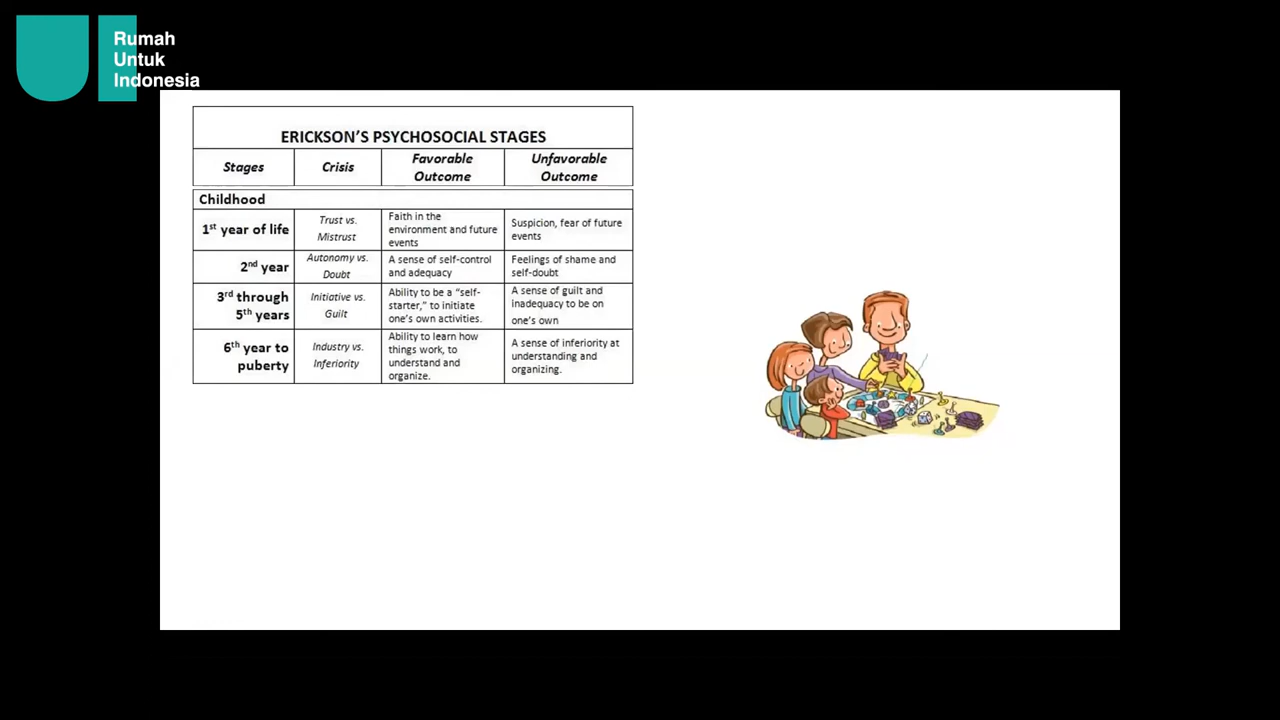 Rumah
Untuk
Indonesia
ERICKSON'S PSYCHOSOCIAL STAGES
Stages
Crisis
Favorable
Outcome
Unfavorable
Outcome
Childhood
1st year of life
Trust vs.
Mistrust
Faith in the
environment and future
events
Suspicion, fear of future
events
2nd year
Autonomy vs.
Doubt
A sense of self-control
and adequacy
Feelings of shame and
self-doubt
3rd through
5th years
Initiative vs.
Guilt
Ability to be a “self-
starter,” to initiate
one’s own activities.
A sense of guilt and
inadequacy to be on
one’s own
6th year to
puberty
Industry vs.
Inferiority
Ability to learn how
things work, to
understand and
organize.
A sense of inferiority at
understanding and
organizing.